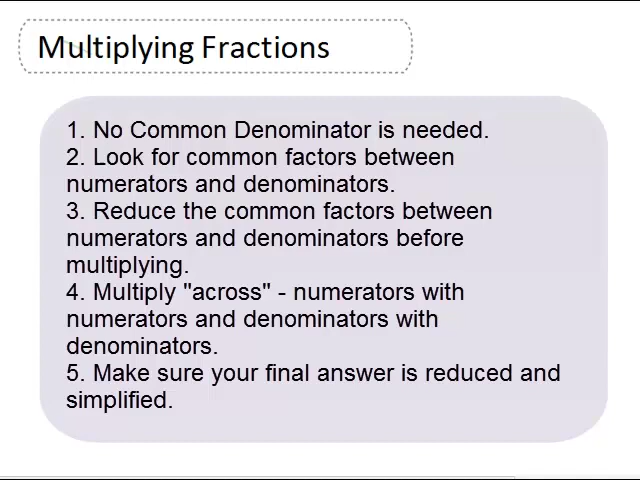 Multiplying Fractions
1. No Common Denominator is needed.
2. Look for common factors between
numerators and denominators.
3. Reduce the common factors between
numerators and denominators before
multiplying.
4. Multiply "across" - numerators with
numerators and denominators with
denominators.
5. Make sure your final answer is reduced and
simplified.